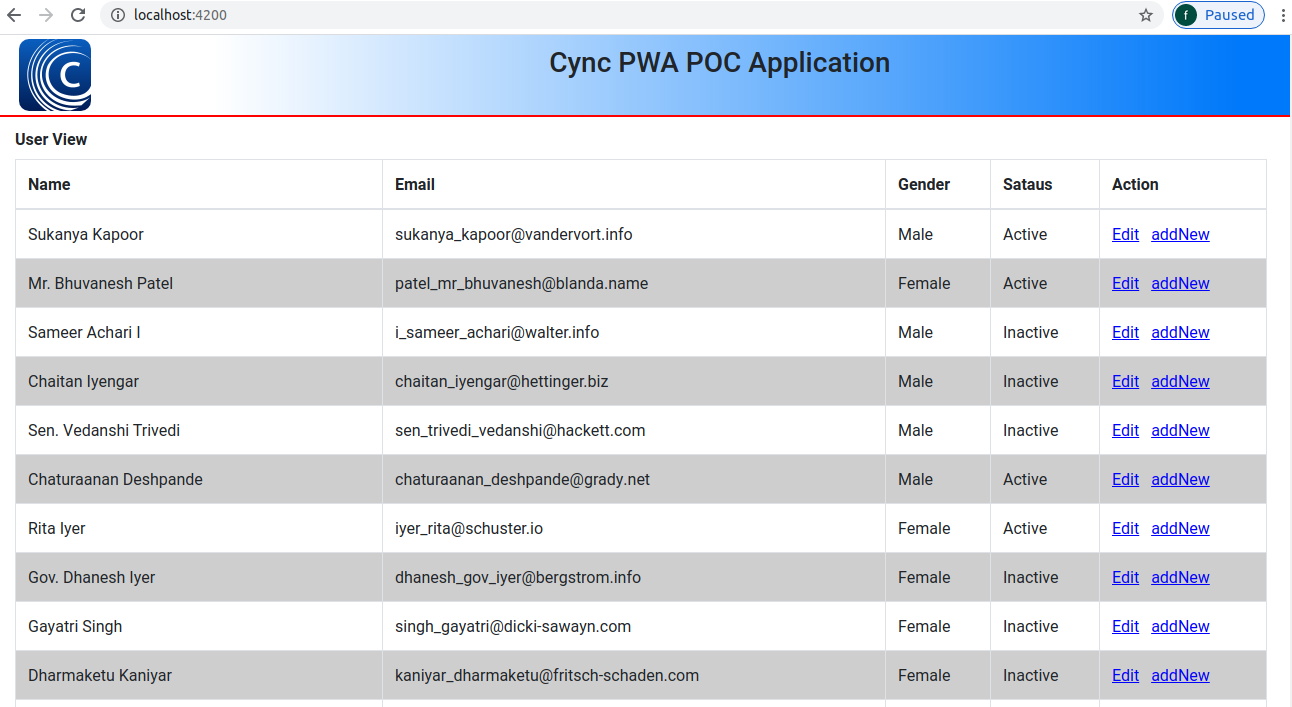 localhost:4200
f Paused
C Cync PWA POC Application
User View
Name Email Gender Sataus Action
Sukanya Kapoor sukanya_kapoor@vandervort.info Male Active Edit addNew
Mr. Bhuvanesh Patel patel_mr_bhuvanesh@blanda.name Female Active Edit addNew
Sameer Achari I i_sameer_achari@walter.info Male Inactive Edit addNew
Chaitan Iyengar chaitan_iyengar@hettinger.biz Male Inactive Edit addNew
Sen. Vedanshi Trivedi sen_trivedi_vedanshi@hackett.com Male Inactive Edit addNew
Chaturaanan Deshpande chaturaanan_deshpande@grady.net Male Active Edit addNew
Rita Iyer iyer_rita@schuster.io Female Active Edit addNew
Gov. Dhanesh Iyer dhanesh_gov_iyer@bergstrom.info Female Inactive Edit addNew
Gayatri Singh singh_gayatri@dicki-sawayn.com Female Inactive Edit addNew
Dharmaketu Kaniyar kaniyar_dharmaketu@fritsch-schaden.com Female Inactive Edit addNew